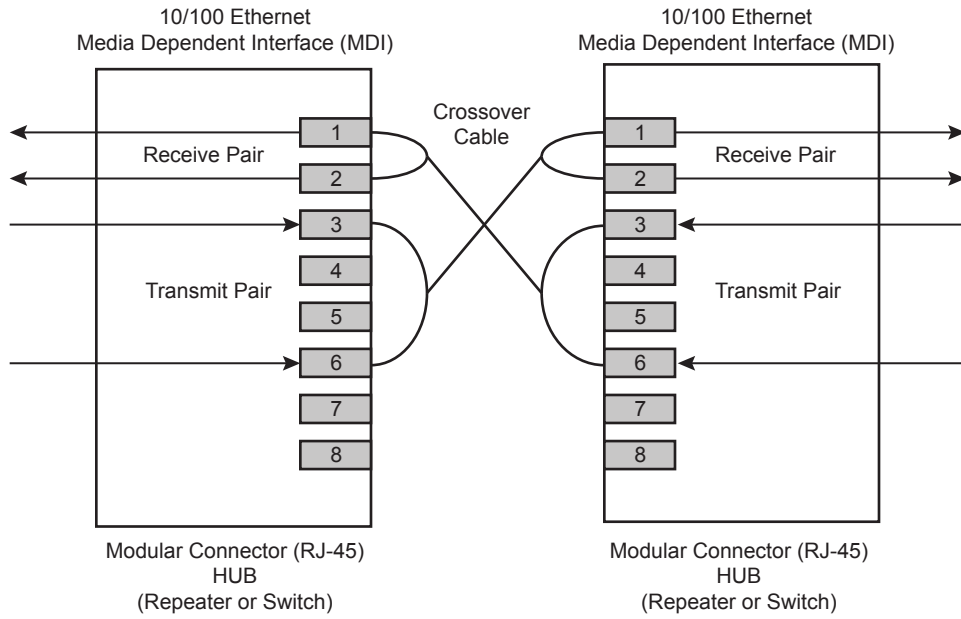 10/100 Ethernet
Media Dependent Interface (MDI)
10/100 Ethernet
Media Dependent Interface (MDI)
Crossover
Cable
Receive Pair
Transmit Pair
1
2
3
4
5
6
7
8
1
2
3
4
5
6
7
8
Receive Pair
Transmit Pair
Modular Connector (RJ-45)
HUB
(Repeater or Switch)
Modular Connector (RJ-45)
HUB
(Repeater or Switch)